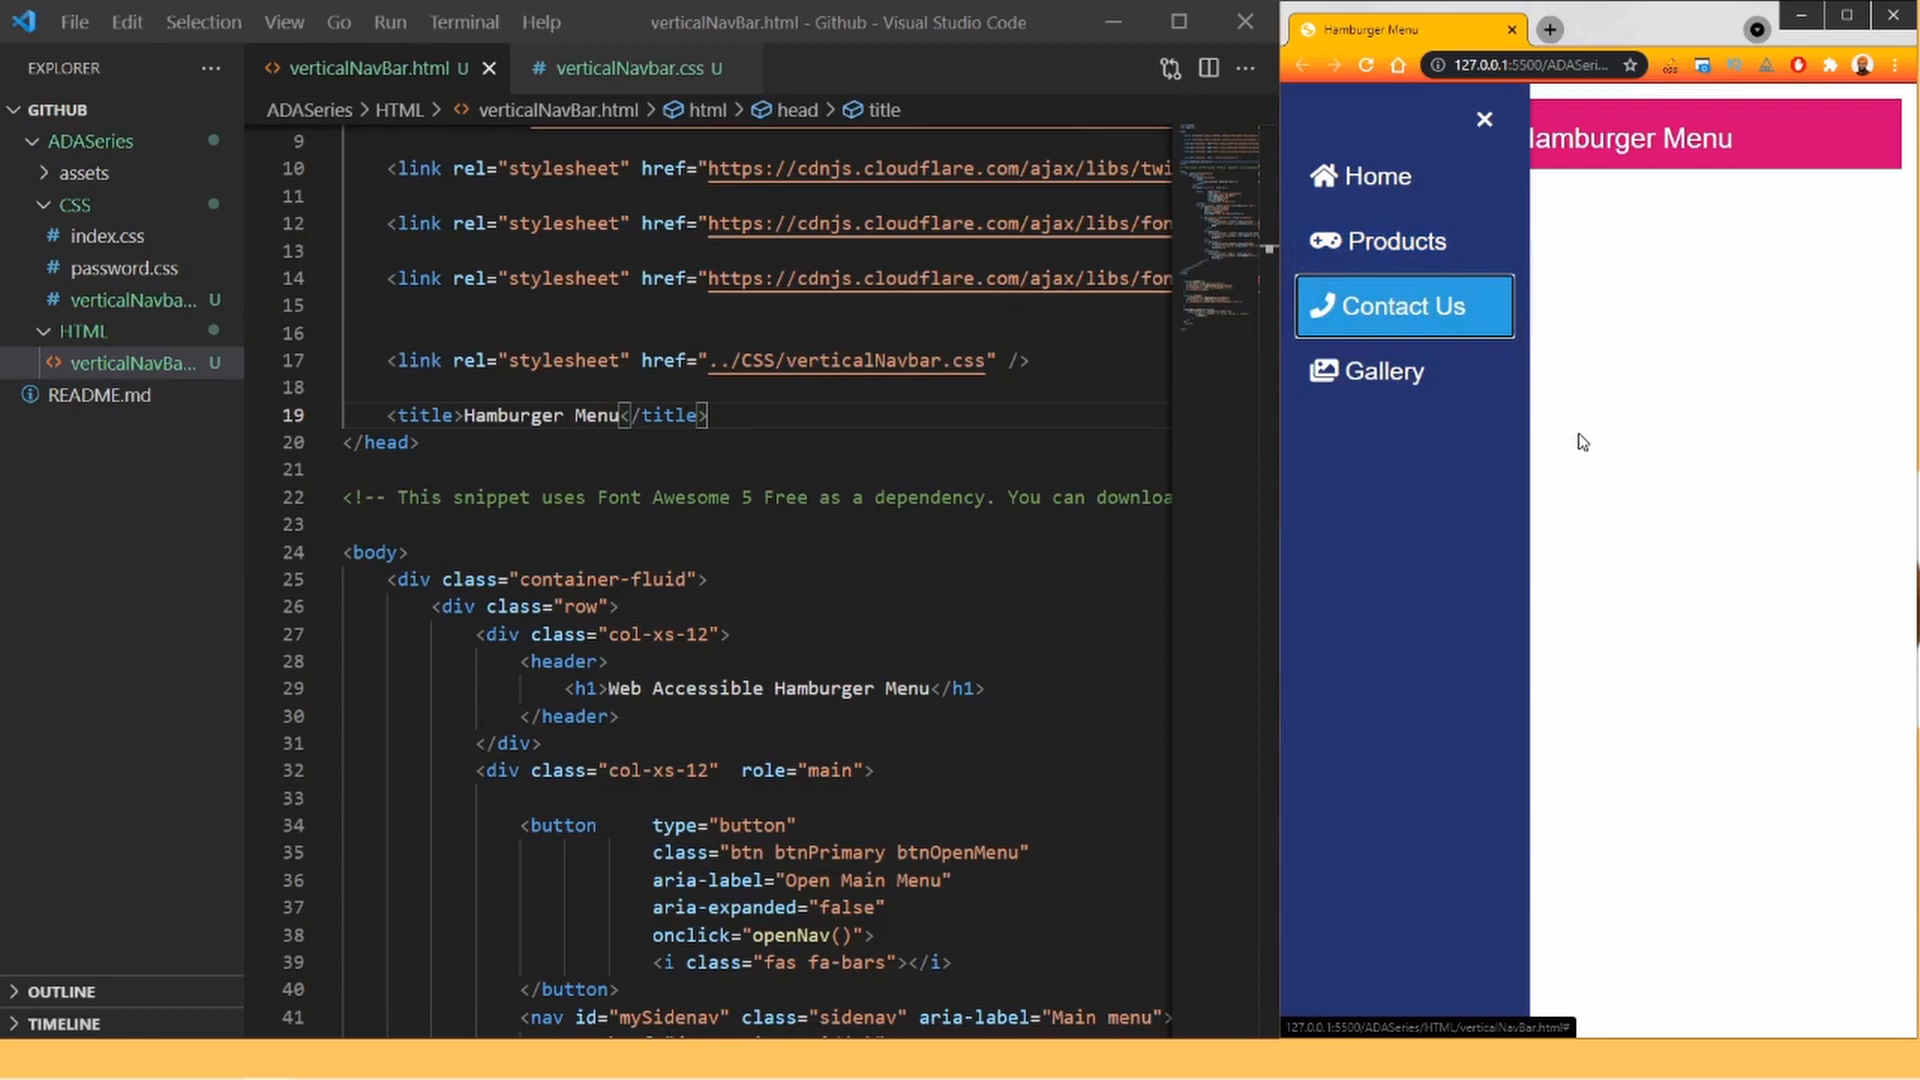 File Edit Selection View Go Run Terminal Help verticalNavBar.html - Github - Visual Studio Code
EXPLORER
GITHUB
ADASeries
assets
CSS
index.css
password.css
verticalNavba... U
HTML
verticalNavBa... U
README.md
OUTLINE
TIMELINE
verticalNavBar.html U
verticalNavbar.css U
ADASeries > HTML > verticalNavBar.html > html > head > title
9
10 <link rel="stylesheet" href="https://cdnjs.cloudflare.com/ajax/libs/twi
11
12 <link rel="stylesheet" href="https://cdnjs.cloudflare.com/ajax/libs/fon
13
14 <link rel="stylesheet" href="https://cdnjs.cloudflare.com/ajax/libs/fon
15
16
17 <link rel="stylesheet" href="../CSS/verticalNavbar.css" />
18
19 <title>Hamburger Menu</title>
20 </head>
21
22 <!-- This snippet uses Font Awesome 5 Free as a dependency. You can downloa
23
24 <body>
25 <div class="container-fluid">
26 <div class="row">
27 <div class="col-xs-12">
28 <header>
29 <h1>Web Accessible Hamburger Menu</h1>
30 </header>
31 </div>
32 <div class="col-xs-12" role="main">
33
34 <button type="button"
35 class="btn btnPrimary btnOpenMenu"
36 aria-label="Open Main Menu"
37 aria-expanded="false"
38 onclick="openNav()">
39 <i class="fas fa-bars"></i>
40 </button>
41 <nav id="mySidenav" class="sidenav" aria-label="Main menu">
Hamburger Menu
127.0.0.1:5500/ADASeri...
Hamburger Menu
Home
Products
Contact Us
Gallery
127.0.0.1:5500/ADASeries/HTML/verticalNavBar.html#